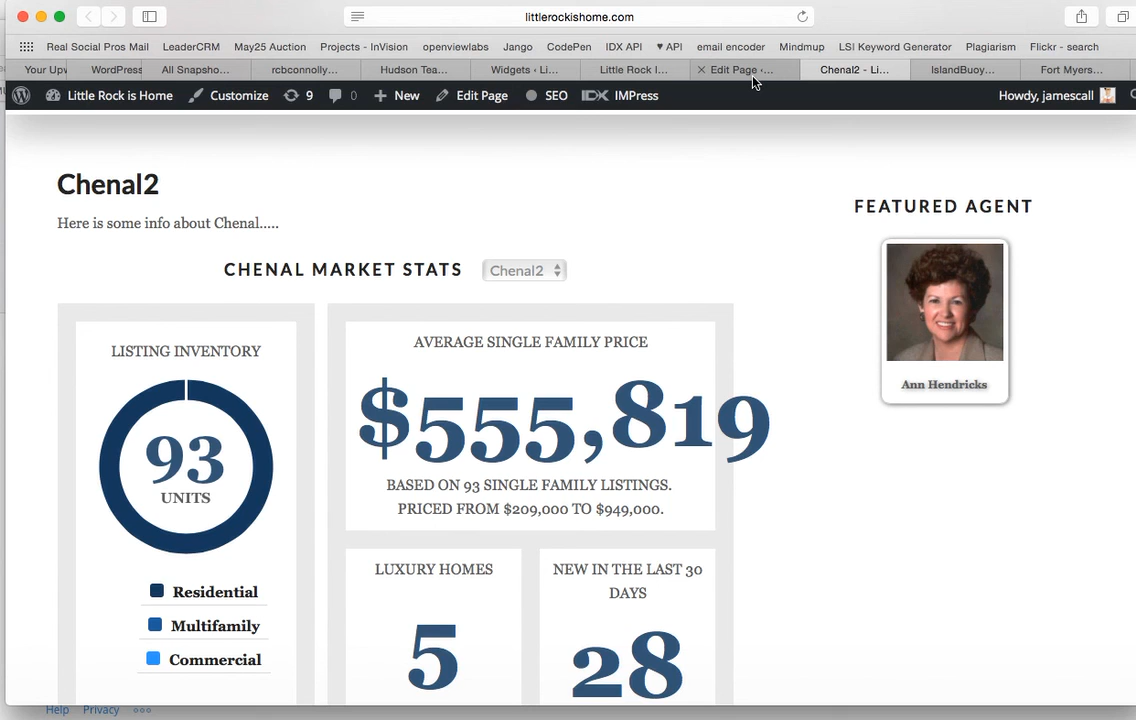 littlerockishome.com
Real Social Pros Mail LeaderCRM May25 Auction Projects - InVision openviewlabs Jango CodePen IDX API ♥ API email encoder Mindmup LSI Keyword Generator Plagiarism Flickr - search
Your Upw WordPress All Snapsho... rcbconnolly... Hudson Tea... Widgets ‹ Li... Little Rock I... Edit Page ‹... Chenal2 - Li... IslandBuoy... Fort Myers...
Little Rock is Home Customize 9 0 New Edit Page SEO IDX IMPress Howdy, jamescall
Chenal2
Here is some info about Chenal.....
FEATURED AGENT
Ann Hendricks
CHENAL MARKET STATS Chenal2
LISTING INVENTORY
93
UNITS
Residential
Multifamily
Commercial
AVERAGE SINGLE FAMILY PRICE
$555,819
BASED ON 93 SINGLE FAMILY LISTINGS.
PRICED FROM $209,000 TO $949,000.
LUXURY HOMES
5
NEW IN THE LAST 30
DAYS
28
Help Privacy